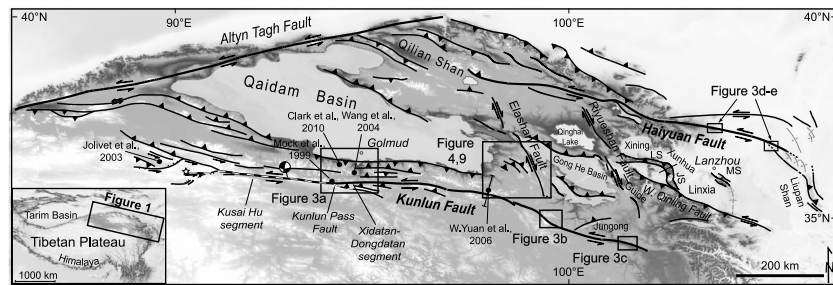 40°N
90°E
100°E
40°N
Altyn Tagh Fault
Qilian Shan
Qaidam Basin
Figure 3d-e
Elashan Fault
Riyueshan Fault
Haiyuan Fault
Clark et al.,
2010
Wang et al.,
2004
Golmud
Figure
4,9
Qinghai
Lake
Xining
LS
Xunhua
Lanzhou
MS
Jolivet et al.,
2003
Mock et al.,
1999
Gong He Basin
JS
Linxia
Liupan
Shan
Guide
W. Qinling Fault
Figure 3a
Kunlun Fault
Kusai Hu
segment
Kunlun Pass
Fault
Xidatan-
Dongdatan
segment
W.Yuan et al.,
2006
Figure 3b
Jungong
Figure 3c
35°N
Figure 1
Tarim Basin
Tibetan Plateau
Himalaya
1000 km
100°E
200 km
N